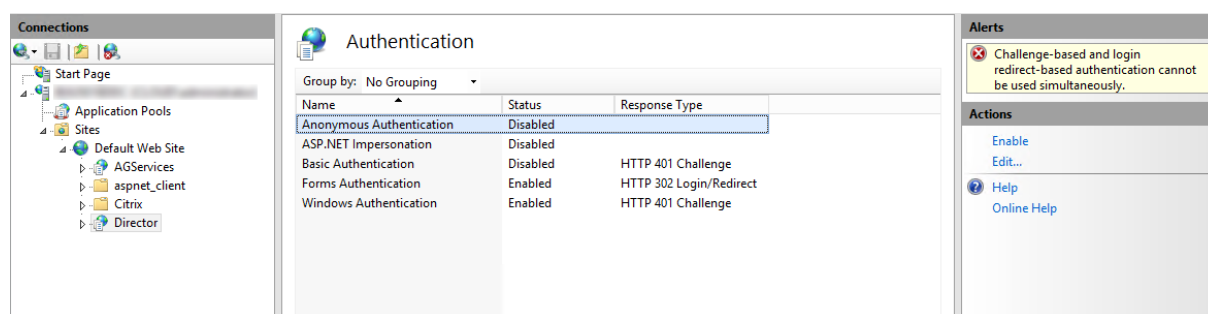 Connections
Start Page
Application Pools
Sites
Default Web Site
AGServices
aspnet_client
Citrix
Director
Authentication
Group by: No Grouping
Name Status Response Type
Anonymous Authentication Disabled
ASP.NET Impersonation Disabled
Basic Authentication Disabled HTTP 401 Challenge
Forms Authentication Enabled HTTP 302 Login/Redirect
Windows Authentication Enabled HTTP 401 Challenge
Alerts
Challenge-based and login
redirect-based authentication cannot
be used simultaneously.
Actions
Enable
Edit...
Help
Online Help